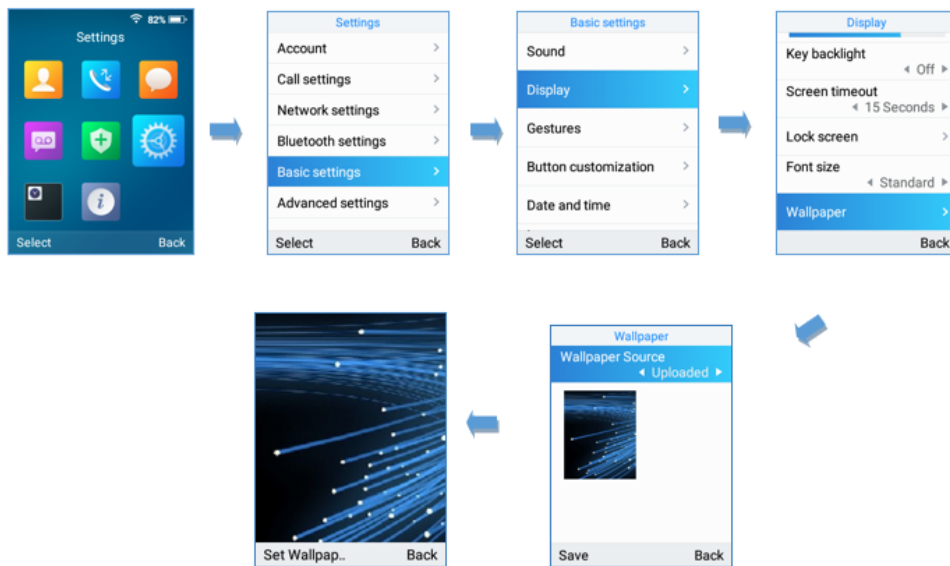 82%
Settings
Select Back
Settings
Account
Call settings
Network settings
Bluetooth settings
Basic settings
Advanced settings
Select Back
Basic settings
Sound
Display
Gestures
Button customization
Date and time
Select Back
Display
Key backlight
Off
Screen timeout
15 Seconds
Lock screen
Font size
Standard
Wallpaper
Back
Set Wallpap.. Back
Wallpaper
Wallpaper Source
Uploaded
Save Back